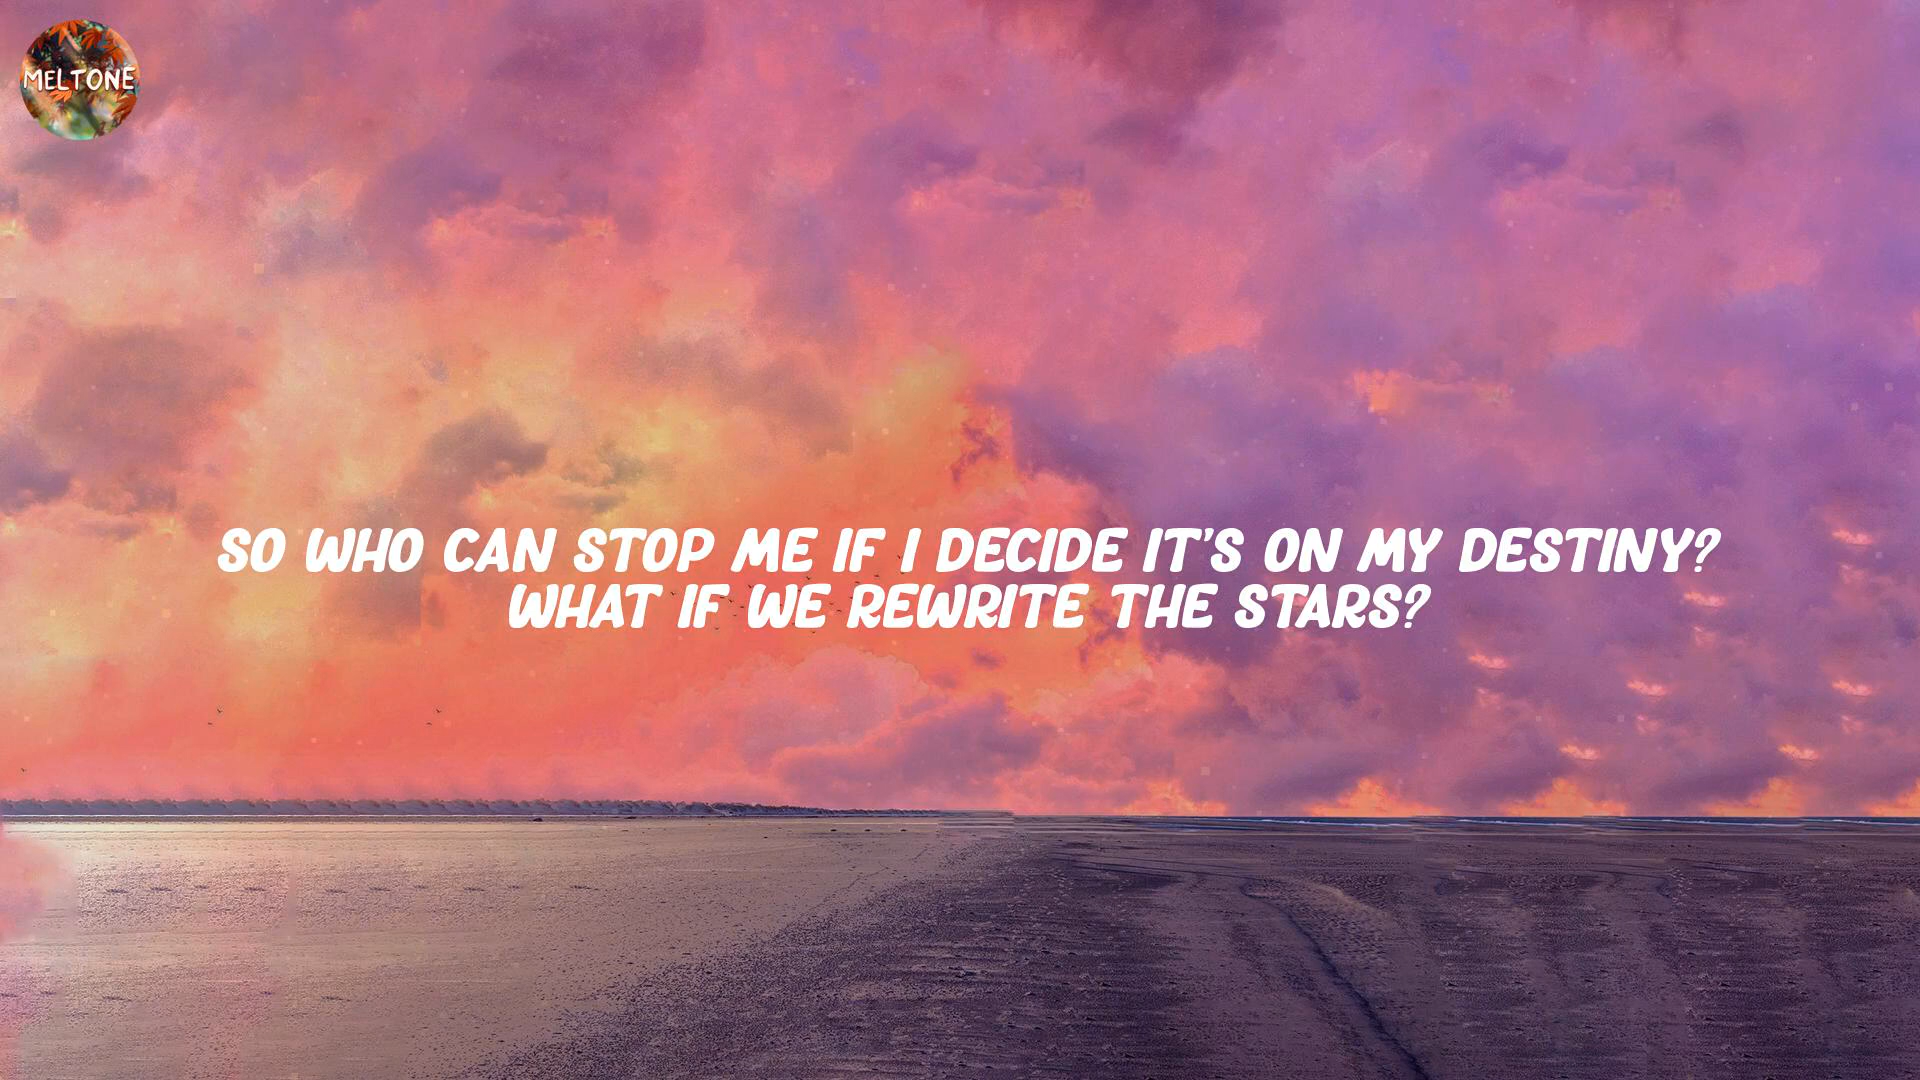 MELTONE
SO WHO CAN STOP ME IF I DECIDE IT'S ON MY DESTINY?
WHAT IF WE REWRITE THE STARS?